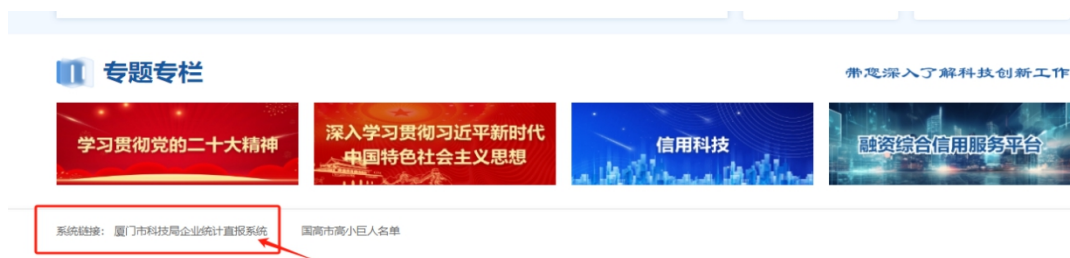 专题专栏
带您深入了解科技创新工作
学习贯彻党的二十大精神
深入学习贯彻习近平新时代
中国特色社会主义思想
信用科技
融资综合信用服务平台
系统链接： 厦门市科技局企业统计直报系统 国高市高小巨人名单